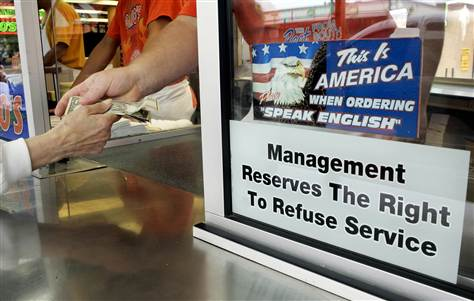 This Is
AMERICA
WHEN ORDERING
"SPEAK ENGLISH"
Management
Reserves The Right
To Refuse Service